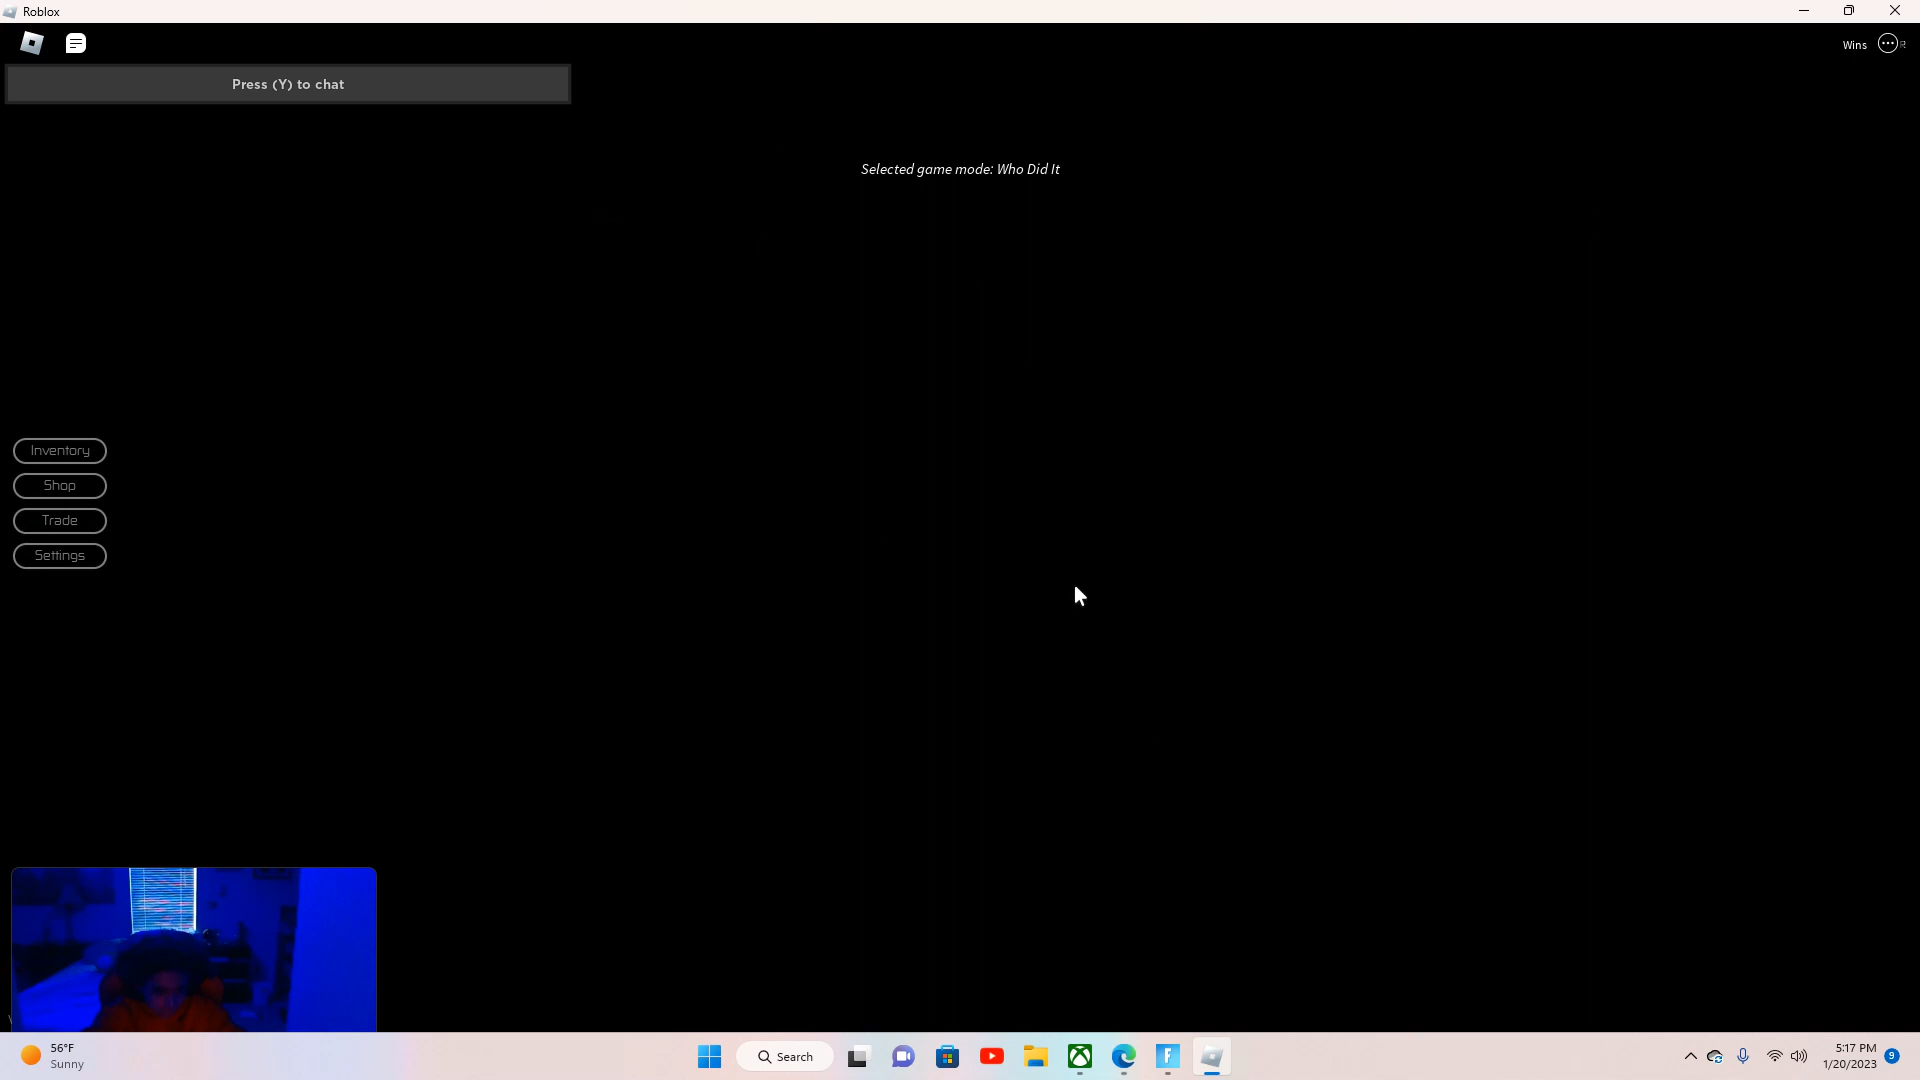 Roblox
Wins
Press (Y) to chat
Selected game mode: Who Did It
Inventory
Shop
Trade
Settings
56°F
Sunny
Search
5:17 PM
1/20/2023
9